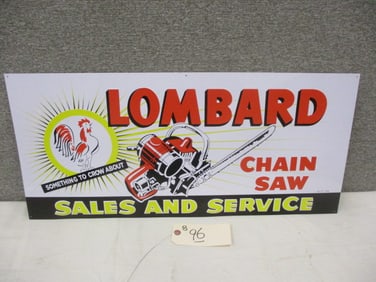 LOMBARD
SOMETHING TO CROW ABOUT
CHAIN
SAW
SALES AND SERVICE
B
96